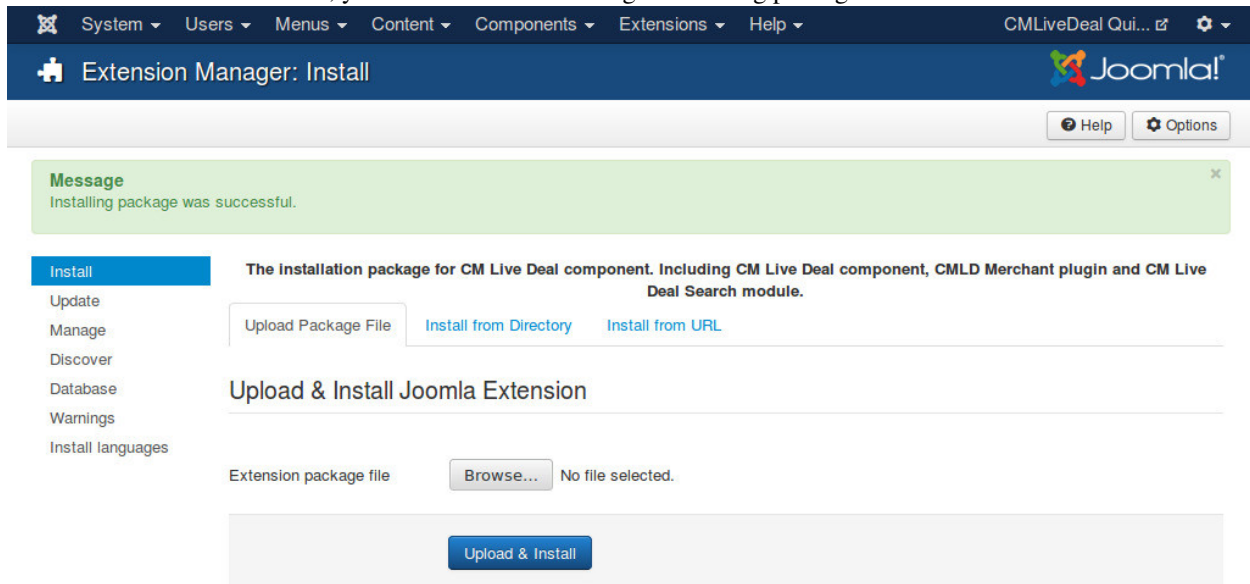 System Users Menus Content Components Extensions Help CMLiveDeal Qui...
Extension Manager: Install Joomla!
Help Options
Message ×
Installing package was successful.
Install
Update
Manage
Discover
Database
Warnings
Install languages
The installation package for CM Live Deal component. Including CM Live Deal component, CMLD Merchant plugin and CM Live
Deal Search module.
Upload Package File Install from Directory Install from URL
Upload & Install Joomla Extension
Extension package file Browse... No file selected.
Upload & Install